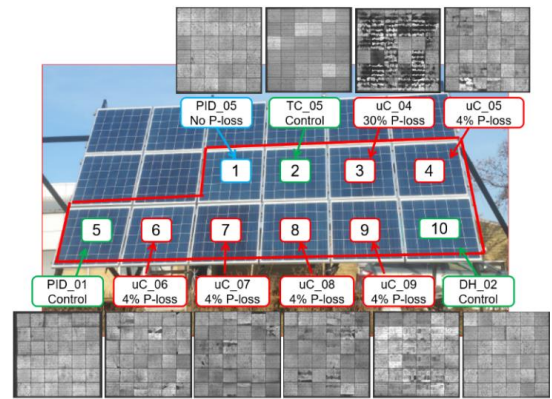 PID_05
No P-loss
TC_05
Control
uC_04
30% P-loss
uC_05
4% P-loss
1
2
3
4
5
6
7
8
9
10
PID_01
Control
uC_06
4% P-loss
uC_07
4% P-loss
uC_08
4% P-loss
uC_09
4% P-loss
DH_02
Control